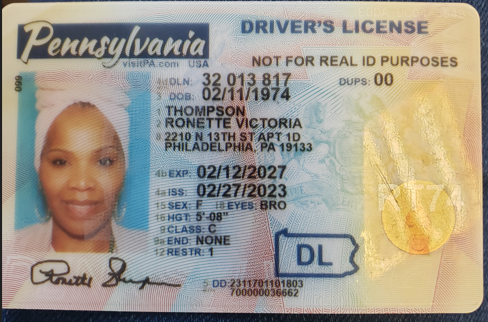 Pennsylvania
visitPA.com USA
DRIVER'S LICENSE
NOT FOR REAL ID PURPOSES
4d DLN: 32 013 817 DUPS: 00
3 DOB: 02/11/1974
1 THOMPSON
2 RONETTE VICTORIA
8 2210 N 13TH ST APT 1D
PHILADELPHIA, PA 19133
4b EXP: 02/12/2027
4a ISS: 02/27/2023
15 SEX: F 18 EYES: BRO
16 HGT: 5'-08"
9 CLASS: C
9a END: NONE
12 RESTR: 1
DL
5 DD: 2311701101803
700000036662